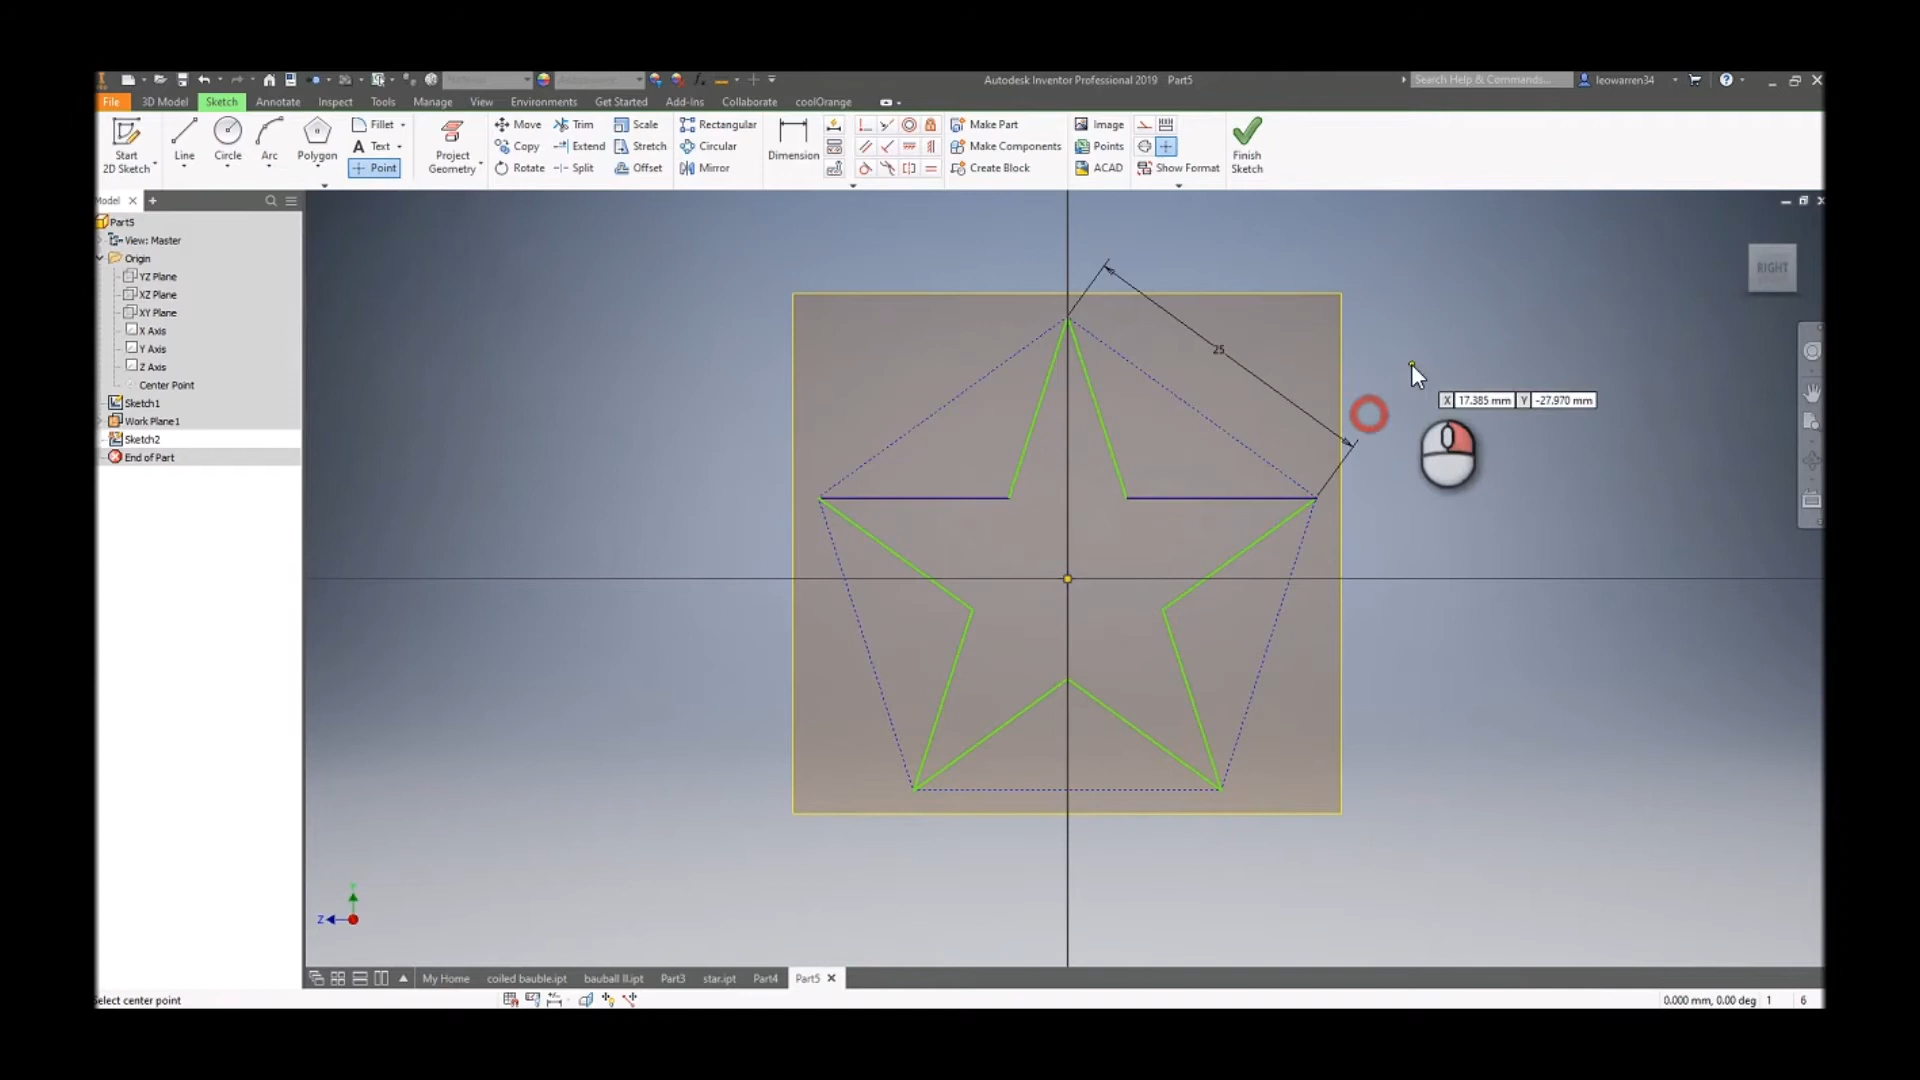 Autodesk Inventor Professional 2019 Part5
Search Help & Commands...
leowarren34
File 3D Model Sketch Annotate Inspect Tools Manage View Environments Get Started Add-Ins Collaborate coolOrange
Start 2D Sketch
Line
Circle
Arc
Polygon
Fillet
Text
Point
Project Geometry
Move
Copy
Rotate
Trim
Extend
Split
Scale
Stretch
Offset
Rectangular
Circular
Mirror
Dimension
Make Part
Make Components
Create Block
Image
Points
ACAD
Show Format
Finish Sketch
Model
Part5
View: Master
Origin
YZ Plane
XZ Plane
XY Plane
X Axis
Y Axis
Z Axis
Center Point
Sketch1
Work Plane1
Sketch2
End of Part
RIGHT
25
X 17.385 mm Y -27.970 mm
Y
Z
My Home coiled bauble.ipt bauball II.ipt Part3 star.ipt Part4 Part5
Select center point
0.000 mm, 0.00 deg 1 6